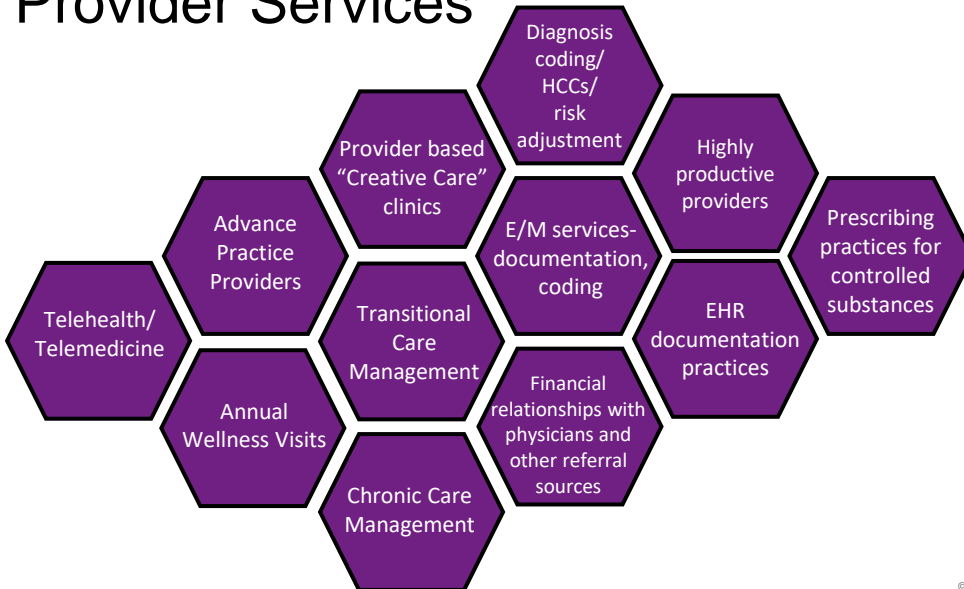 Provider Services
Diagnosis
coding/
HCCs/
risk
adjustment
Provider based
“Creative Care”
clinics
Highly
productive
providers
Advance
Practice
Providers
E/M services-
documentation,
coding
Prescribing
practices for
controlled
substances
Telehealth/
Telemedicine
Transitional
Care
Management
EHR
documentation
practices
Annual
Wellness Visits
Financial
relationships with
physicians and
other referral
sources
Chronic Care
Management
©